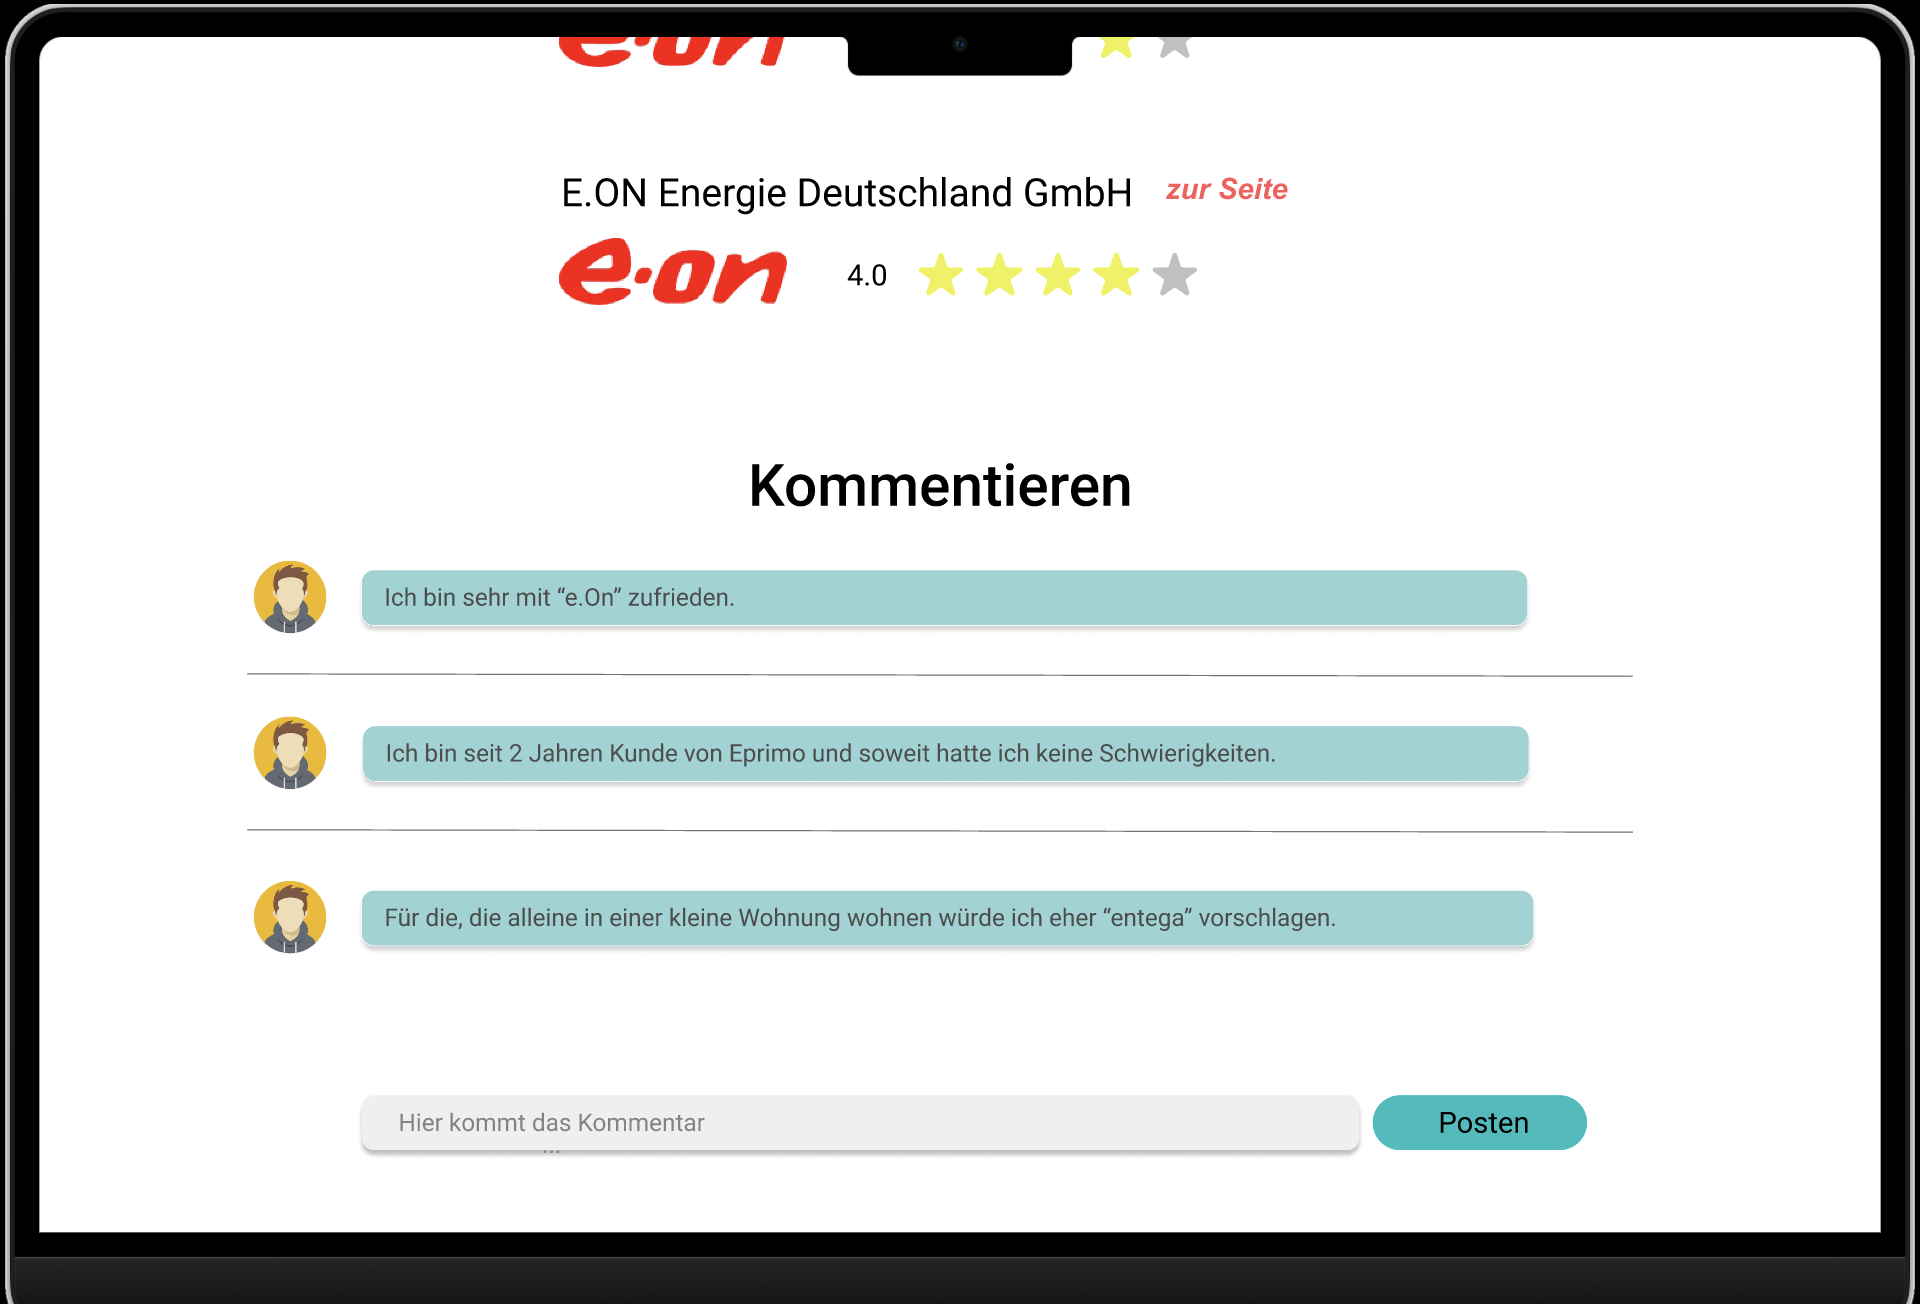 e·on
E.ON Energie Deutschland GmbH zur Seite
e·on 4.0
Kommentieren
Ich bin sehr mit “e.On” zufrieden.
Ich bin seit 2 Jahren Kunde von Eprimo und soweit hatte ich keine Schwierigkeiten.
Für die, die alleine in einer kleine Wohnung wohnen würde ich eher “entega” vorschlagen.
Hier kommt das Kommentar Posten
...